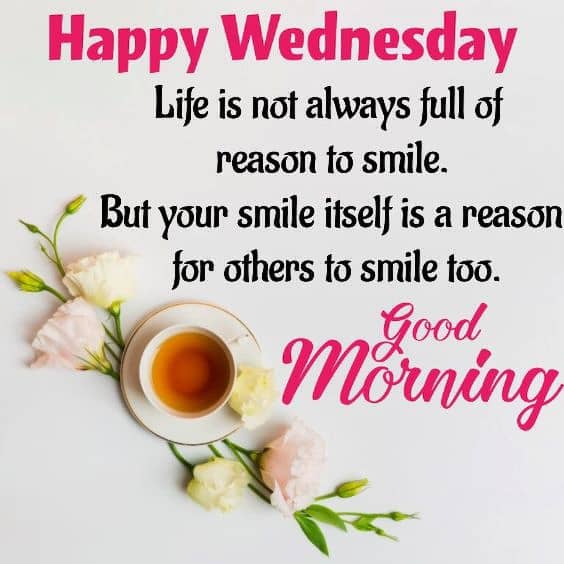 Happy Wednesday
Life is not always full of
reason to smile.
But your smile itself is a reason
for others to smile too.
Good
Morning